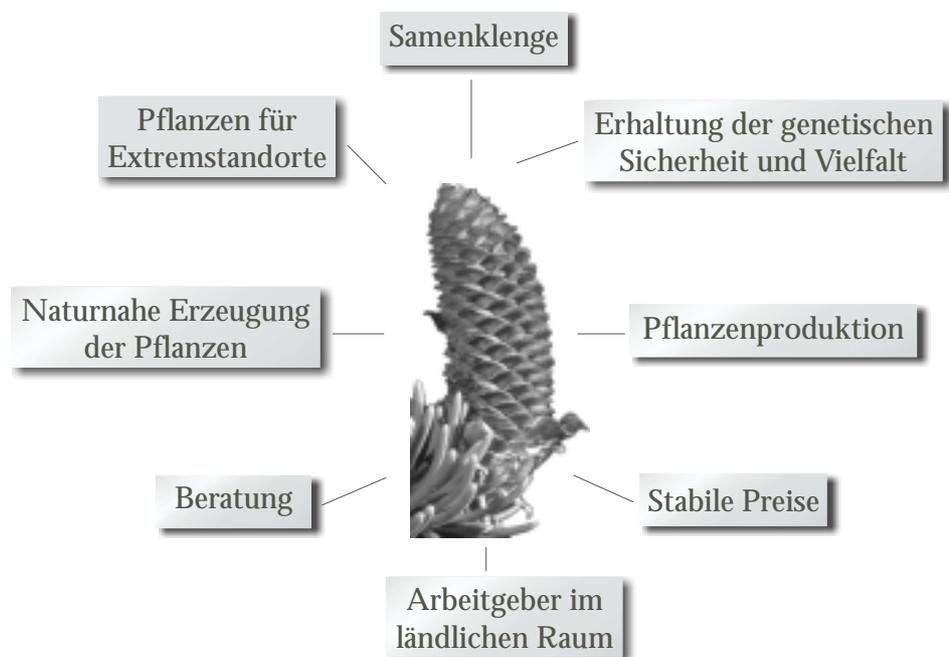 Samenklenge
Pflanzen für
Extremstandorte
Erhaltung der genetischen
Sicherheit und Vielfalt
Naturnahe Erzeugung
der Pflanzen
Pflanzenproduktion
Beratung
Stabile Preise
Arbeitgeber im
ländlichen Raum